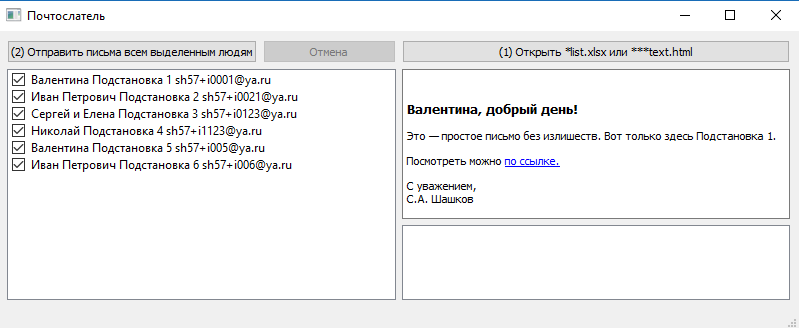 Почтослатель
(2) Отправить письма всем выделенным людям
Отмена
(1) Открыть *list.xlsx или ***text.html
Валентина Подстановка 1 sh57+i0001@ya.ru
Иван Петрович Подстановка 2 sh57+i0021@ya.ru
Сергей и Елена Подстановка 3 sh57+i0123@ya.ru
Николай Подстановка 4 sh57+i1123@ya.ru
Валентина Подстановка 5 sh57+i005@ya.ru
Иван Петрович Подстановка 6 sh57+i006@ya.ru
Валентина, добрый день!
Это — простое письмо без излишеств. Вот только здесь Подстановка 1.
Посмотреть можно по ссылке.
С уважением,
С.А. Шашков